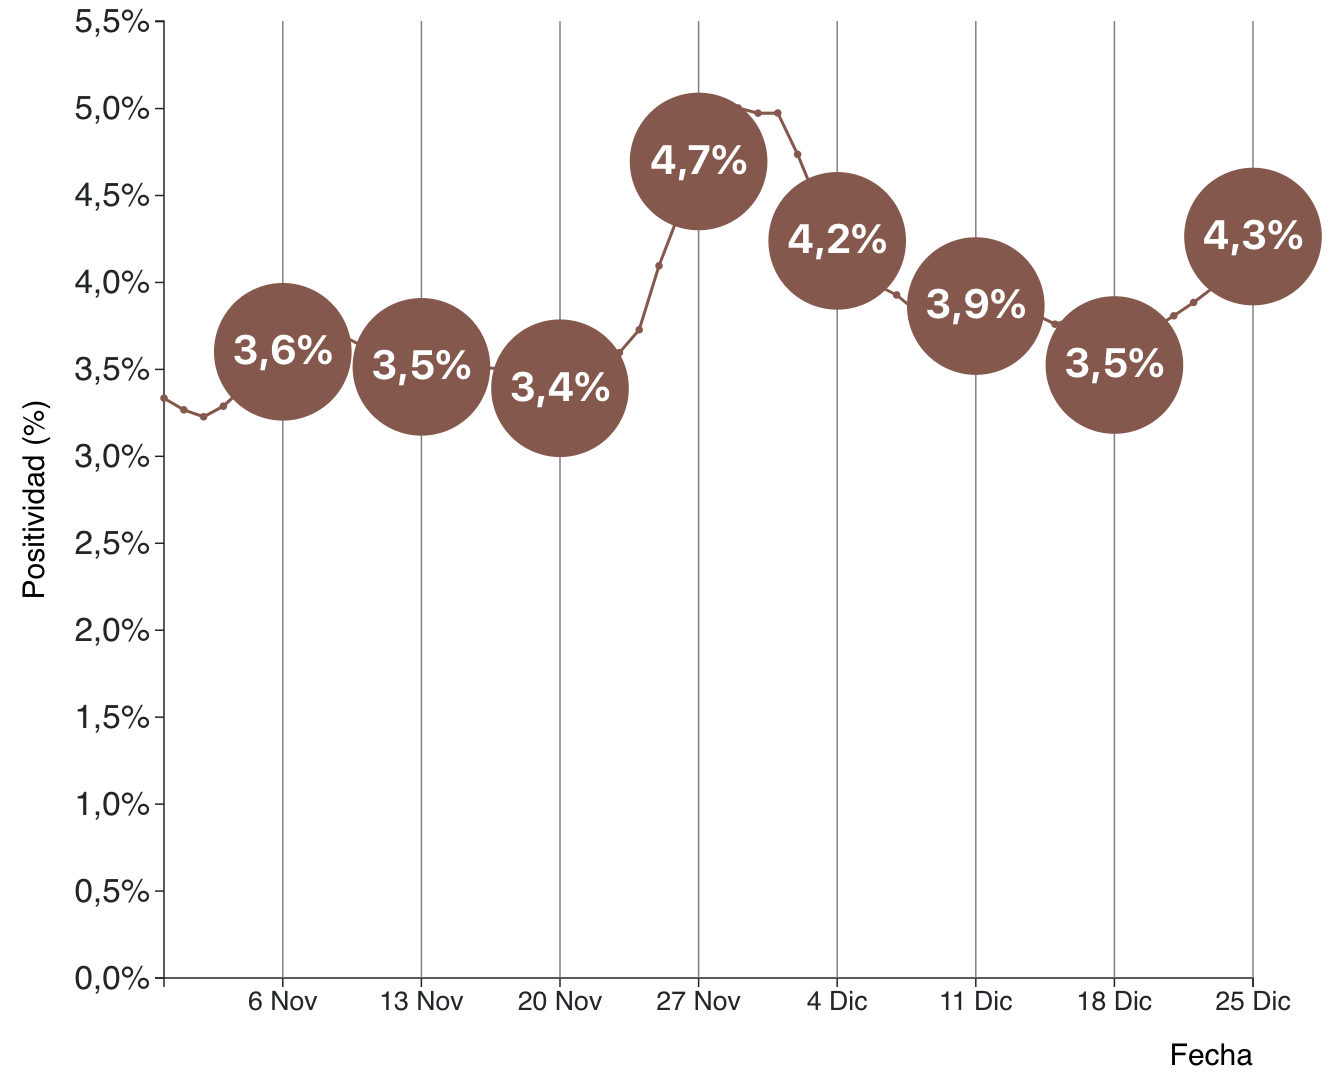 5,5%
5,0%
4,5%
4,0%
3,5%
3,0%
2,5%
2,0%
1,5%
1,0%
0,5%
0,0%
Positividad (%)
3,6%
3,5%
3,4%
4,7%
4,2%
3,9%
3,5%
4,3%
6 Nov
13 Nov
20 Nov
27 Nov
4 Dic
11 Dic
18 Dic
25 Dic
Fecha